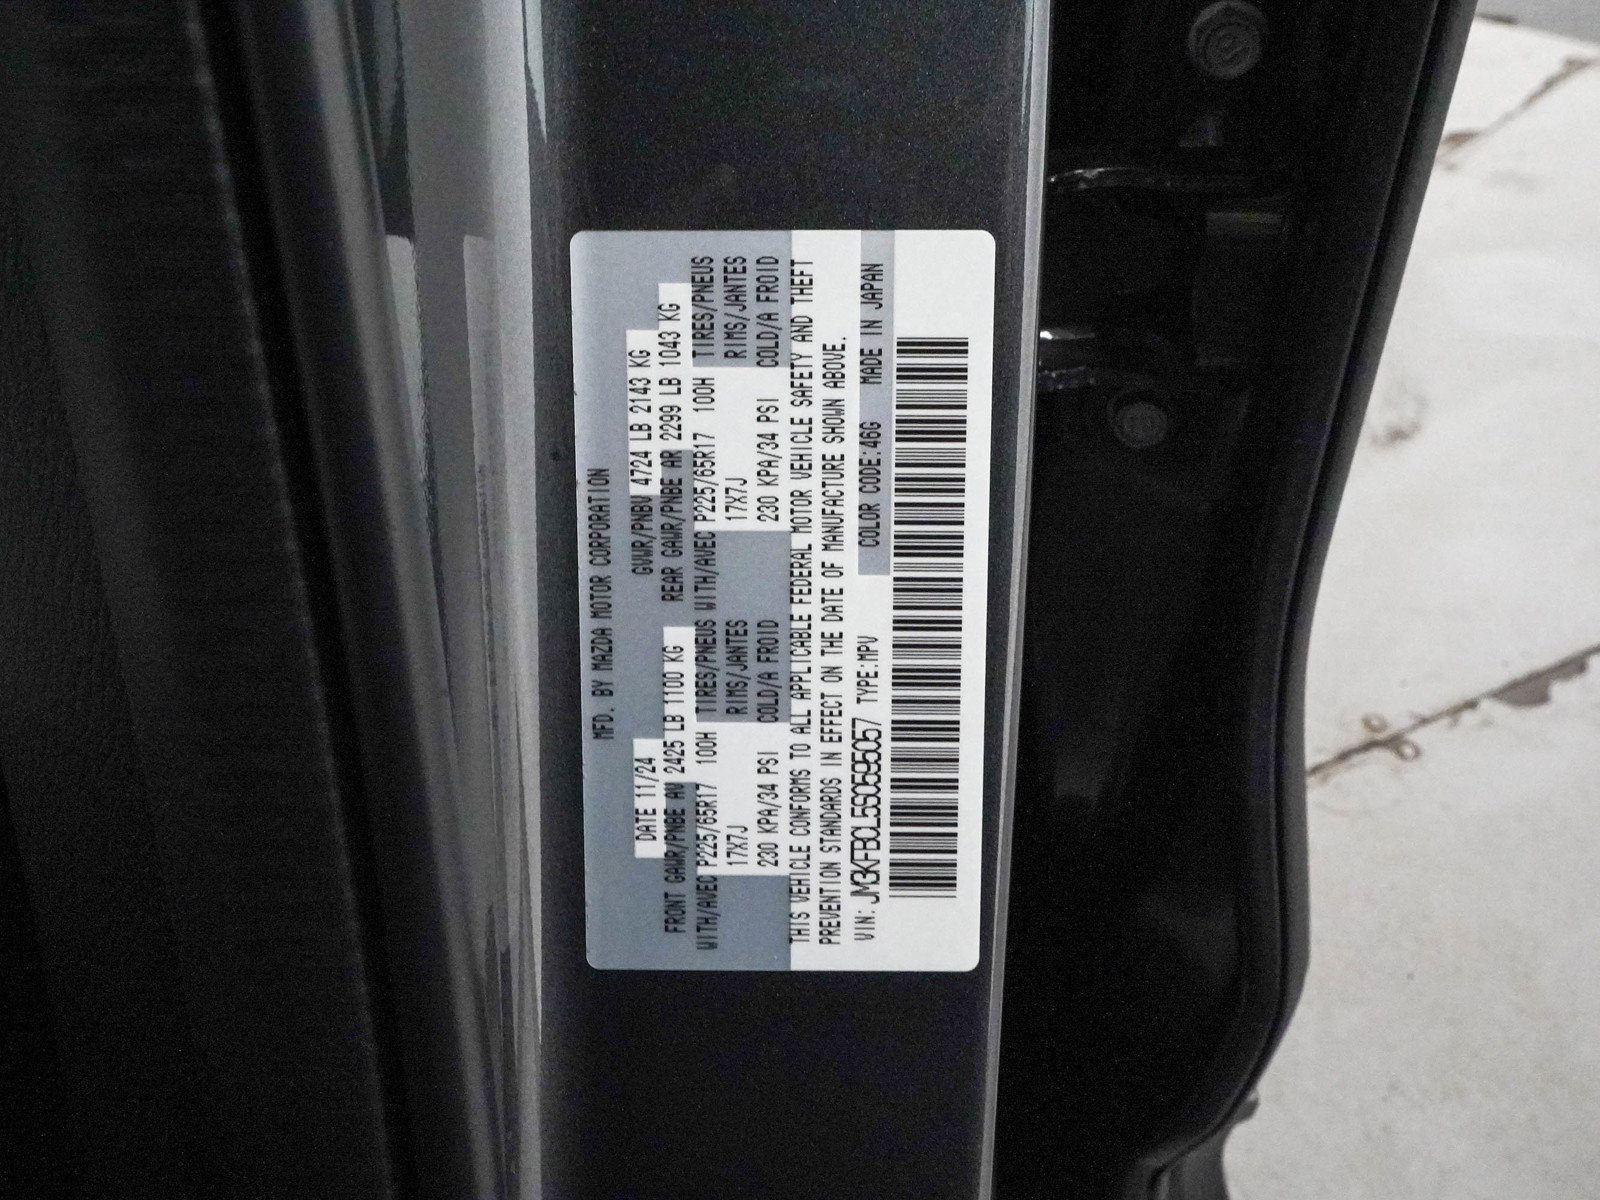 MFD. BY MAZDA MOTOR CORPORATION
DATE 11/24 GVWR/PNBV 4724 LB 2143 KG
FRONT GAWR/PNBE AV 2425 LB 1100 KG REAR GAWR/PNBE AR 2299 LB 1043 KG
WITH/AVEC P225/65R17 100H TIRES/PNEUS WITH/AVEC P225/65R17 100H TIRES/PNEUS
17X7J RIMS/JANTES 17X7J RIMS/JANTES
230 KPA/34 PSI COLD/A FROID 230 KPA/34 PSI COLD/A FROID
THIS VEHICLE CONFORMS TO ALL APPLICABLE FEDERAL MOTOR VEHICLE SAFETY AND THEFT
PREVENTION STANDARDS IN EFFECT ON THE DATE OF MANUFACTURE SHOWN ABOVE.
VIN: JM3KFBCL5S0595057 TYPE:MPV COLOR CODE:46G MADE IN JAPAN